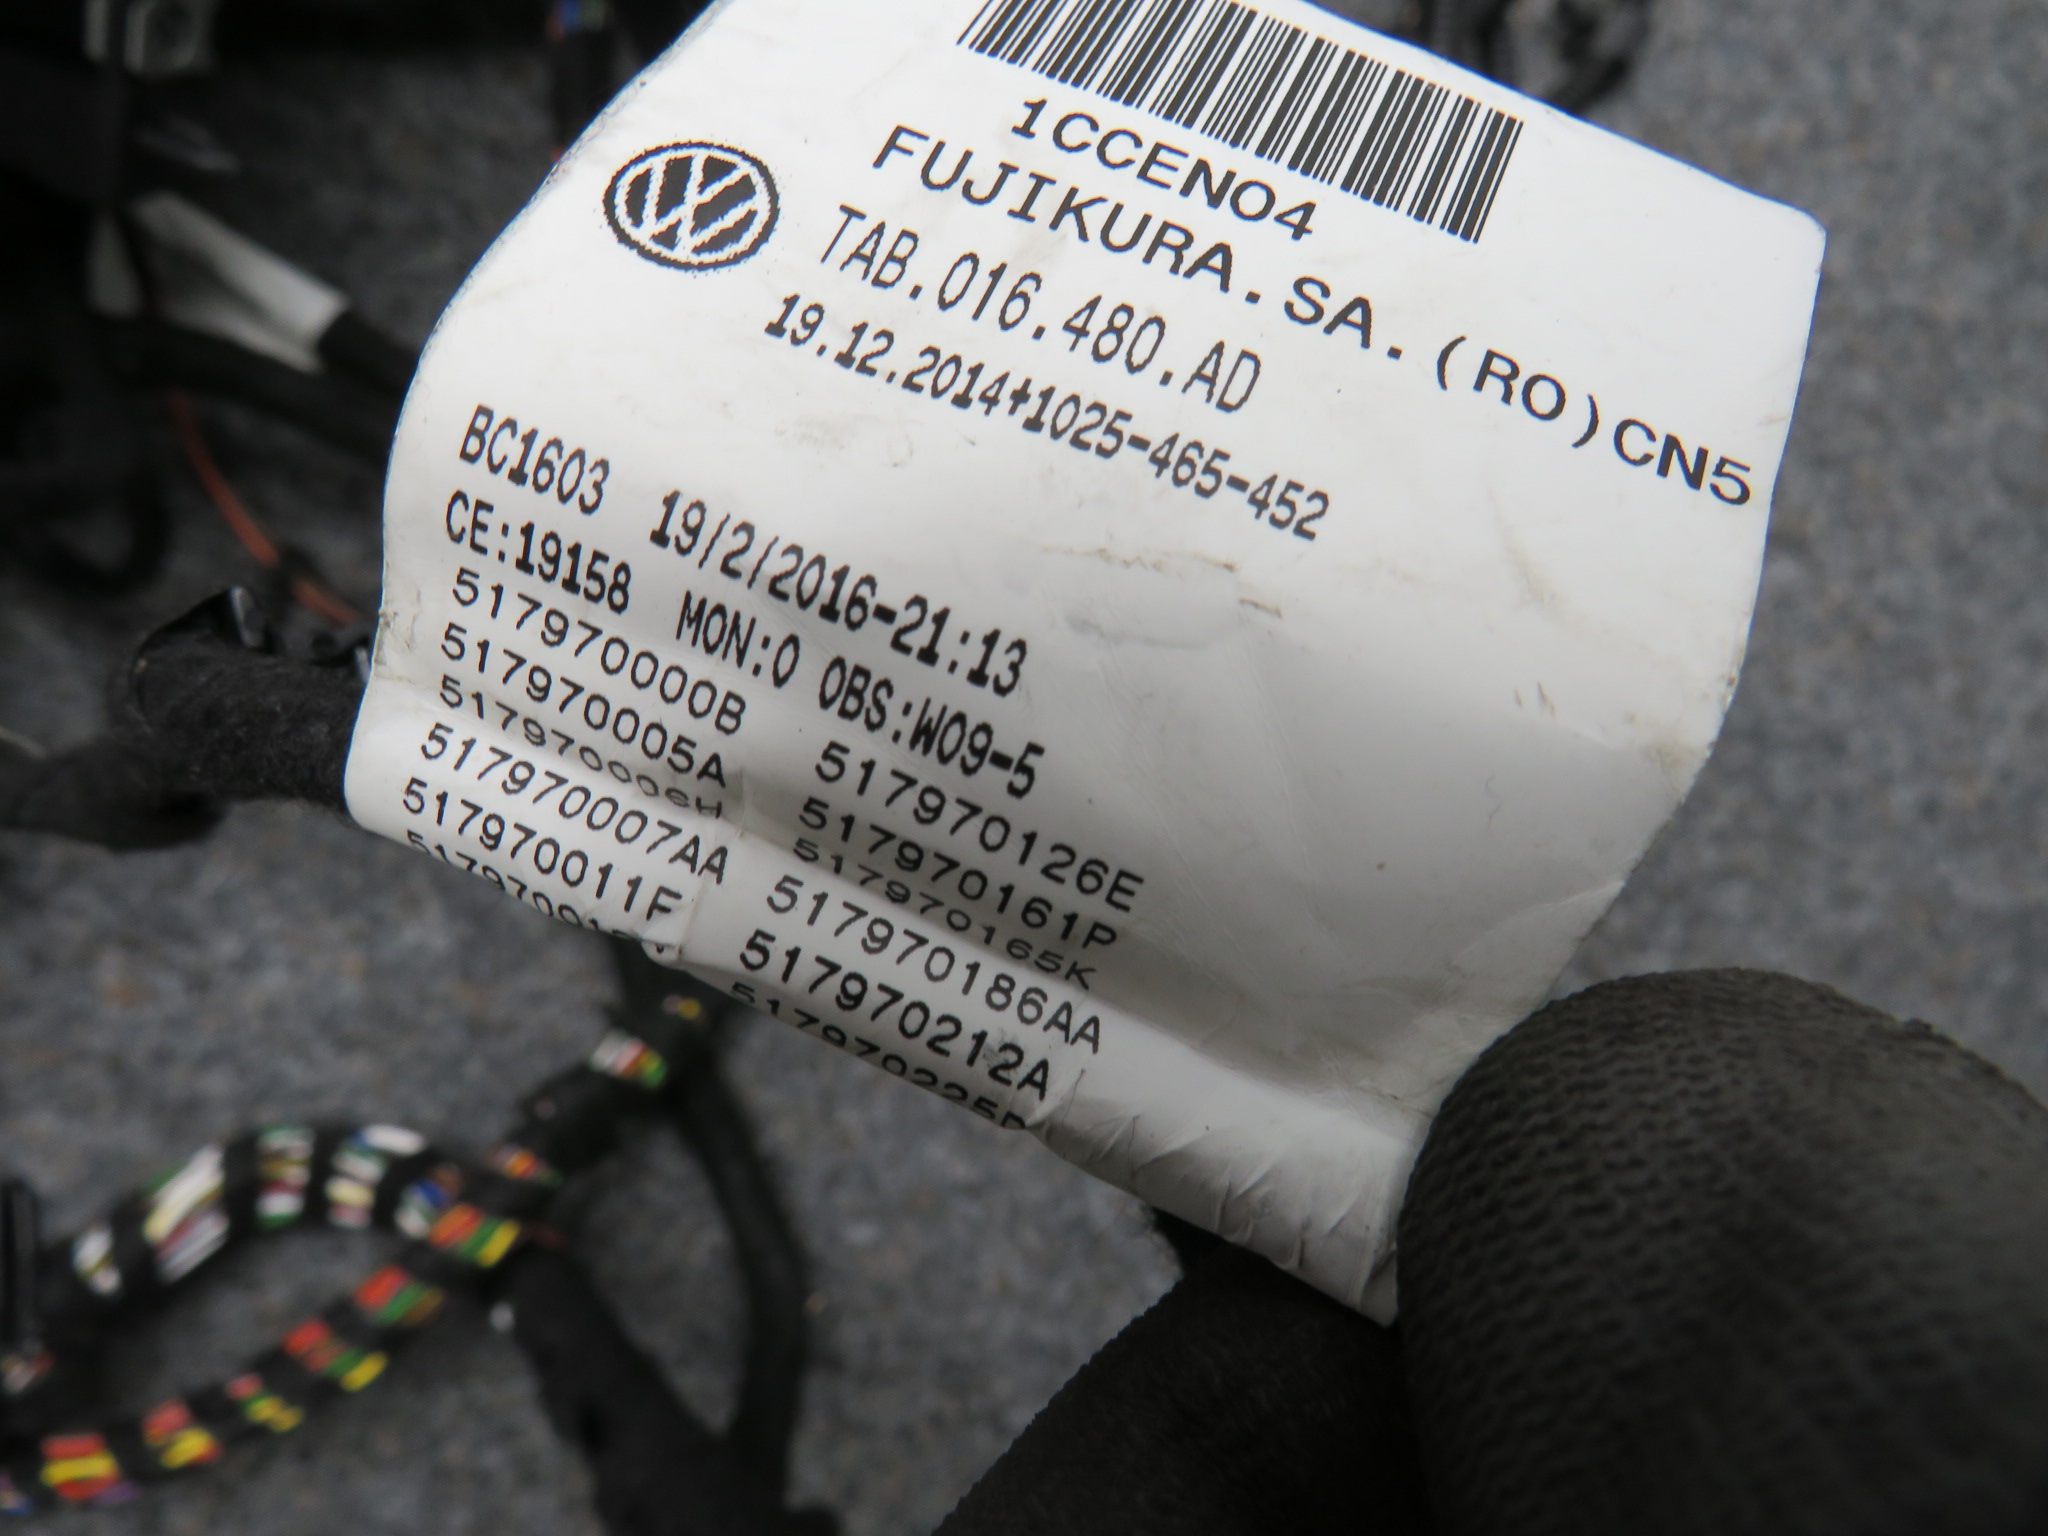 1CCEN04
FUJIKURA.SA.(RO)CN5
TAB.016.480.AD
19.12.2014+1025-465-452
BC1603 19/2/2016-21:13
CE:19158 MON:0 OBS:W09-5
517970000B 517970126E
517970005A 517970161P
517970006H 517970165K
517970007AA 517970186AA
517970011F 517970212A